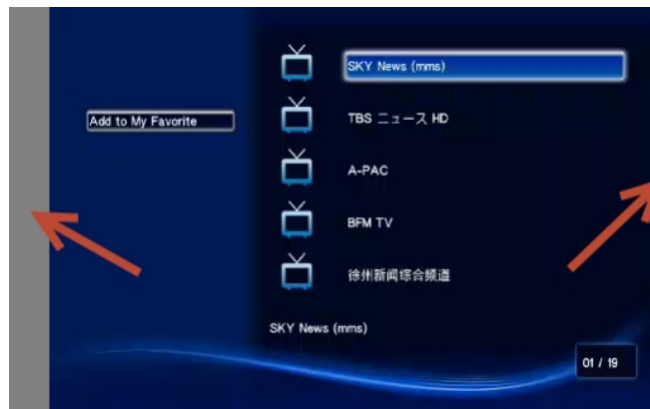 SKY News (mms)
Add to My Favorite
TBS ニュース HD
A-PAC
BFM TV
徐州新闻综合频道
SKY News (mms)
01 / 19